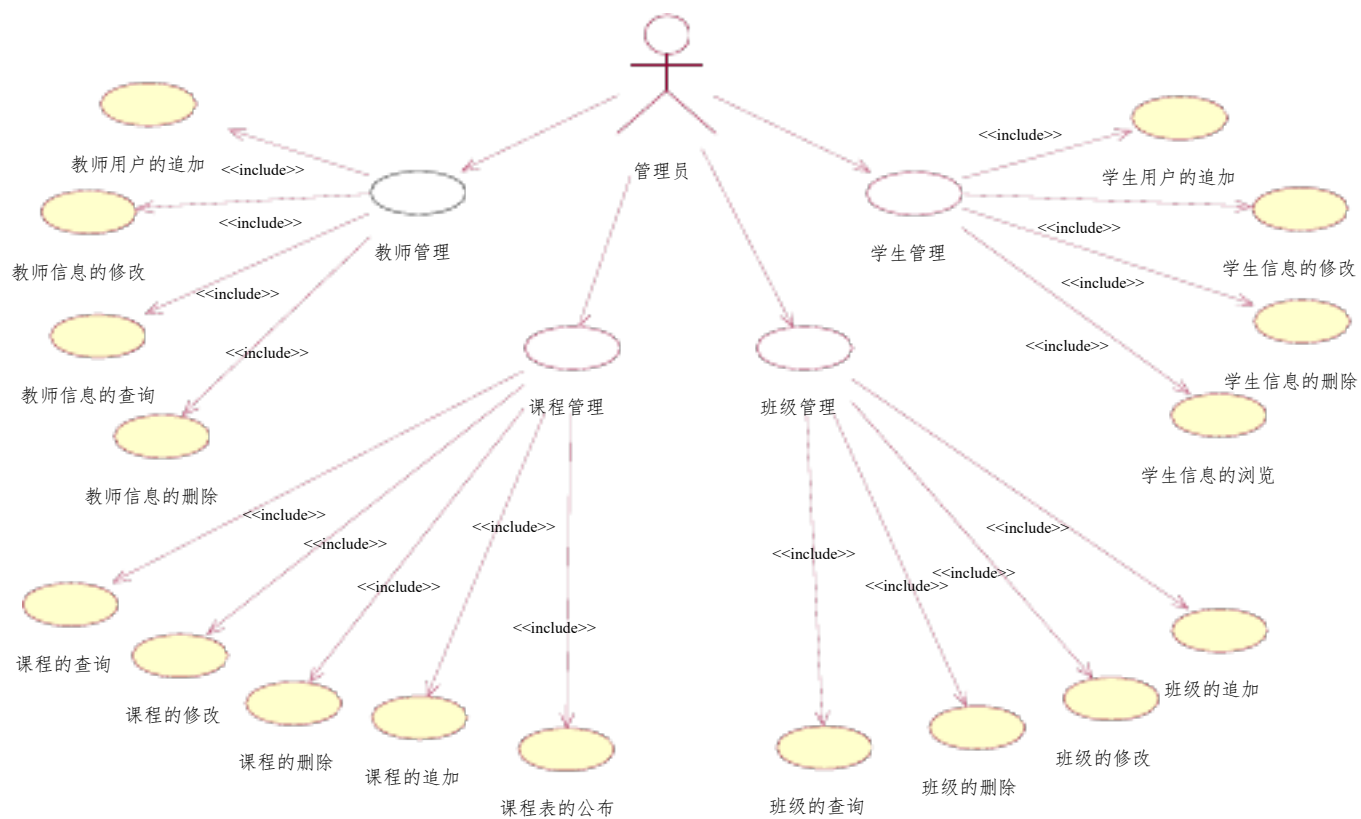 管理员
<<include>>
教师用户的追加
<<include>>
学生用户的追加
<<include>>
<<include>>
教师管理
学生管理
教师信息的修改
学生信息的修改
<<include>>
<<include>>
<<include>>
<<include>>
教师信息的查询
学生信息的删除
课程管理
班级管理
教师信息的删除
学生信息的浏览
<<include>>
<<include>>
<<include>>
<<include>>
<<include>>
<<include>>
<<include>>
<<include>>
<<include>>
课程的查询
班级的追加
课程的修改
课程的删除
班级的修改
课程的追加
班级的删除
课程表的公布
班级的查询